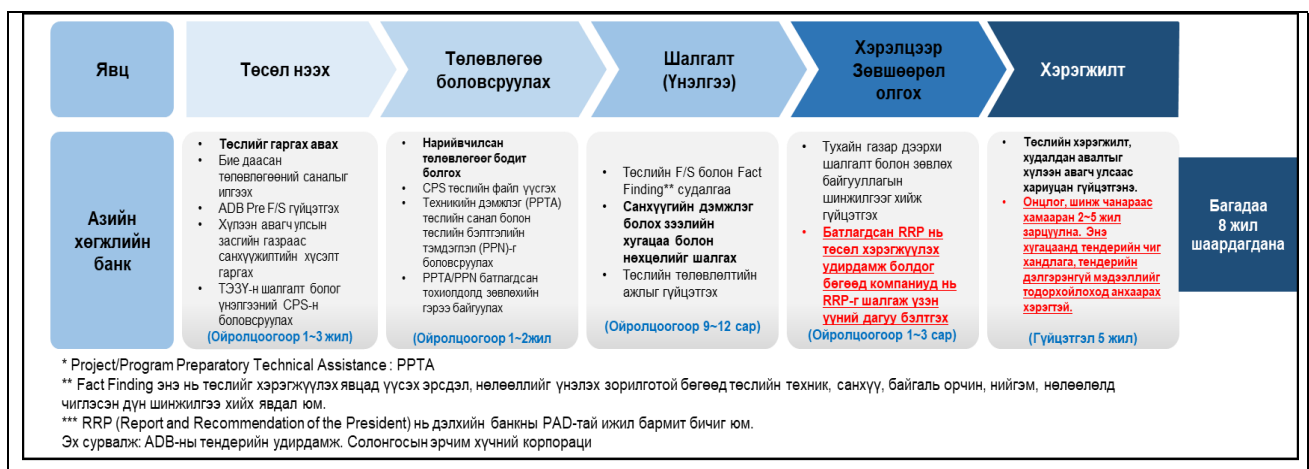 Явц
Төсөл нээх
Төлөвлөгөө
боловсруулах
Шалгалт
(Үнэлгээ)
Хэрэлцээр
Зөвшөөрөл
олгох
Хэрэгжилт
Азийн
хөгжлийн
банк
• Төслийг гаргах авах
• Бие даасан
төлөвлөгөөний саналыг
илгээх
• ADB Pre F/S гүйцэтгэх
• Хүлээн авагч улсын
засгийн газраас
санхүүжилтийн хүсэлт
гаргах
• ТЭЗҮ-н шалгалт болог
үнэлгээний CPS-н
боловсруулах
(Ойролцоогоор 1~3 жил)
• Нарийвчилсан
төлөвлөгөөг бодит
болгох
• CPS төслийн файл үүсгэх
• Техникийн дэмжлэг (PPTA)
төслийн санал болон
төслийн бэлтгэлийн
тэмдэглэл (PPN)-г
боловсруулах
• PPTA/PPN батлагдсан
тохиолдолд зөвлөхийн
гэрээ байгуулах
(Ойролцоогоор 1~2жил
• Төслийн F/S болон Fact
Finding** судалгаа
• Санхүүгийн дэмжлэг
болох зээлийн
хугацаа болон
нөхцөлийг шалгах
• Төслийн төлөвлөлтийн
ажлыг гүйцэтгэх
(Ойролцоогоор 9~12 сар)
• Тухайн газар дээрхи
шалгалт болон зөвлөх
байгууллагын
шинжилгээг хийж
гүйцэтгэх
• Батлагдсан RRP нь
төсөл хэрэгжүүлэх
удирдамж болдог
бөгөөд компаниуд нь
RRP-г шалгаж үзэн
үүний дагуу бэлтгэх
(Ойролцоогоор 1~3 сар)
• Төслийн хэрэгжилт,
худалдан авалтыг
хүлээн авагч улсаас
хариуцан гүйцэтгэнэ.
• Онцлог, шинж чанараас
хамааран 2~5 жил
зарцуулна. Энэ
хугацаанд тендерийн чиг
хандлага, тендерийн
дэлгэрэнгүй мэдээллийг
тодорхойлоход анхаарах
хэрэгтэй.
(Гүйцэтгэл 5 жил)
Багадаа
8 жил
шаардагдана
* Project/Program Preparatory Technical Assistance : PPTA
** Fact Finding энэ нь төслийг хэрэгжүүлэх явцад үүсэх эрсдэл, нөлөөллийг үнэлэх зорилготой бөгөөд төслийн техник, санхүү, байгаль орчин, нийгэм, нөлөөлөлд
чиглэсэн дүн шинжилгээ хийх явдал юм.
*** RRP (Report and Recommendation of the President) нь дэлхийн банкны PAD-тай ижил бармит бичиг юм.
Эх сурвалж: ADB-ны тендерийн удирдамж. Солонгосын эрчим хүчний корпораци